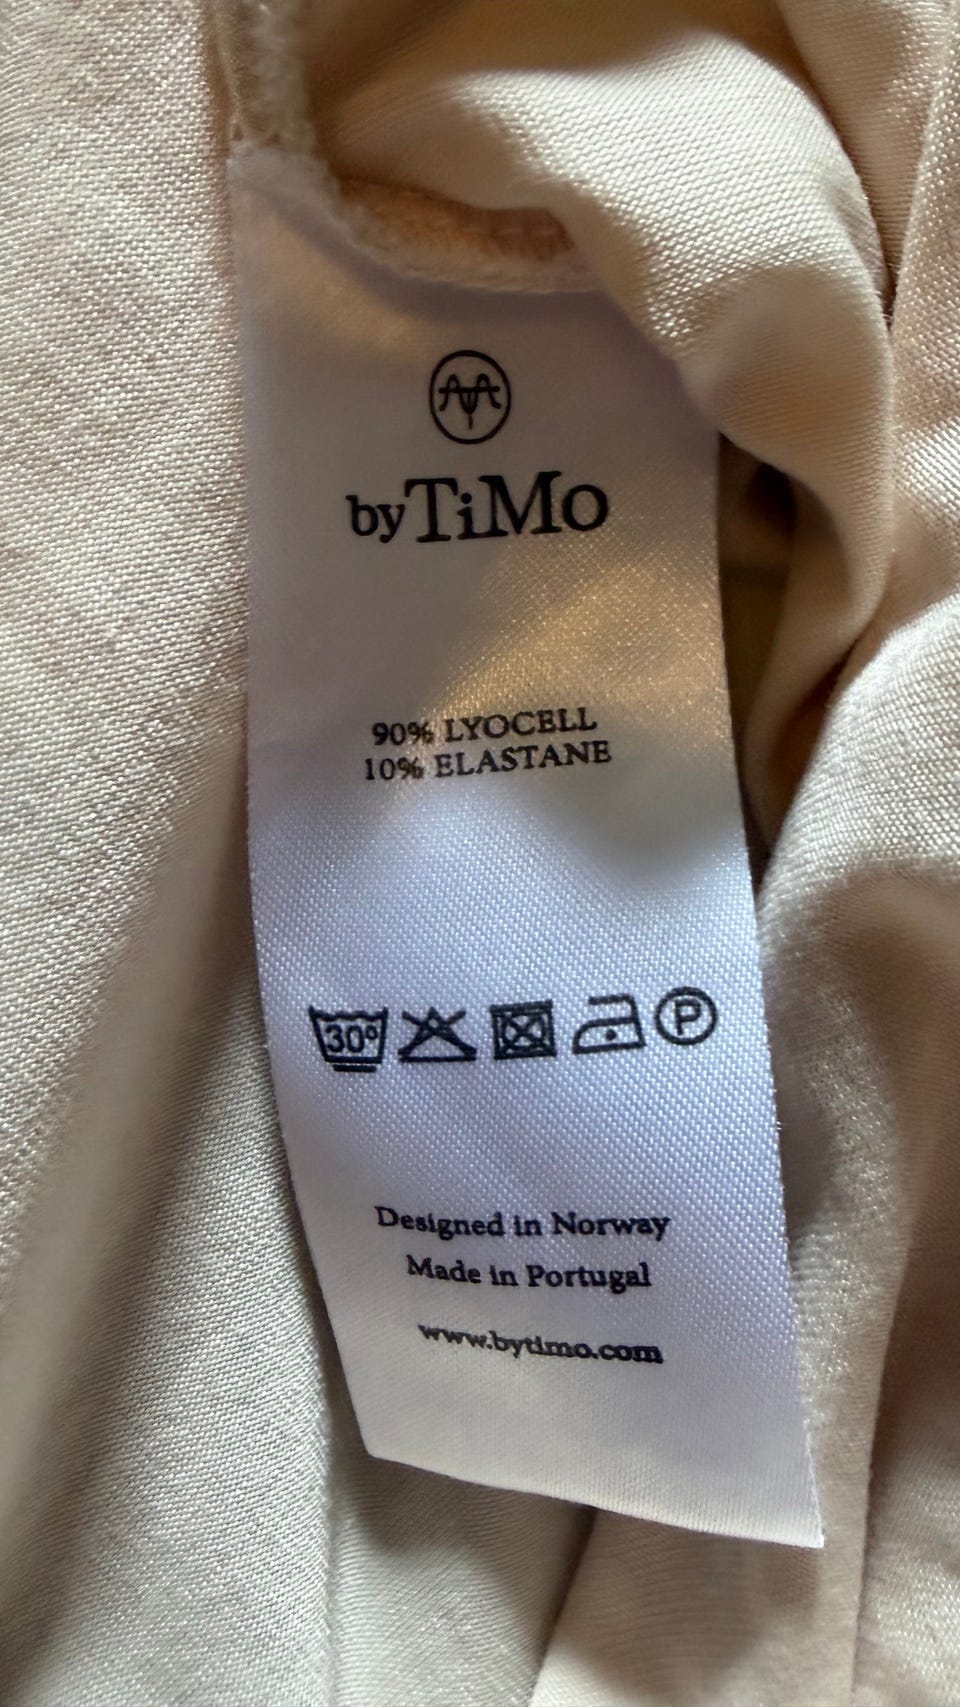 byTiMo
90% LYOCELL
10% ELASTANE
30°
P
Designed in Norway
Made in Portugal
www.bytimo.com